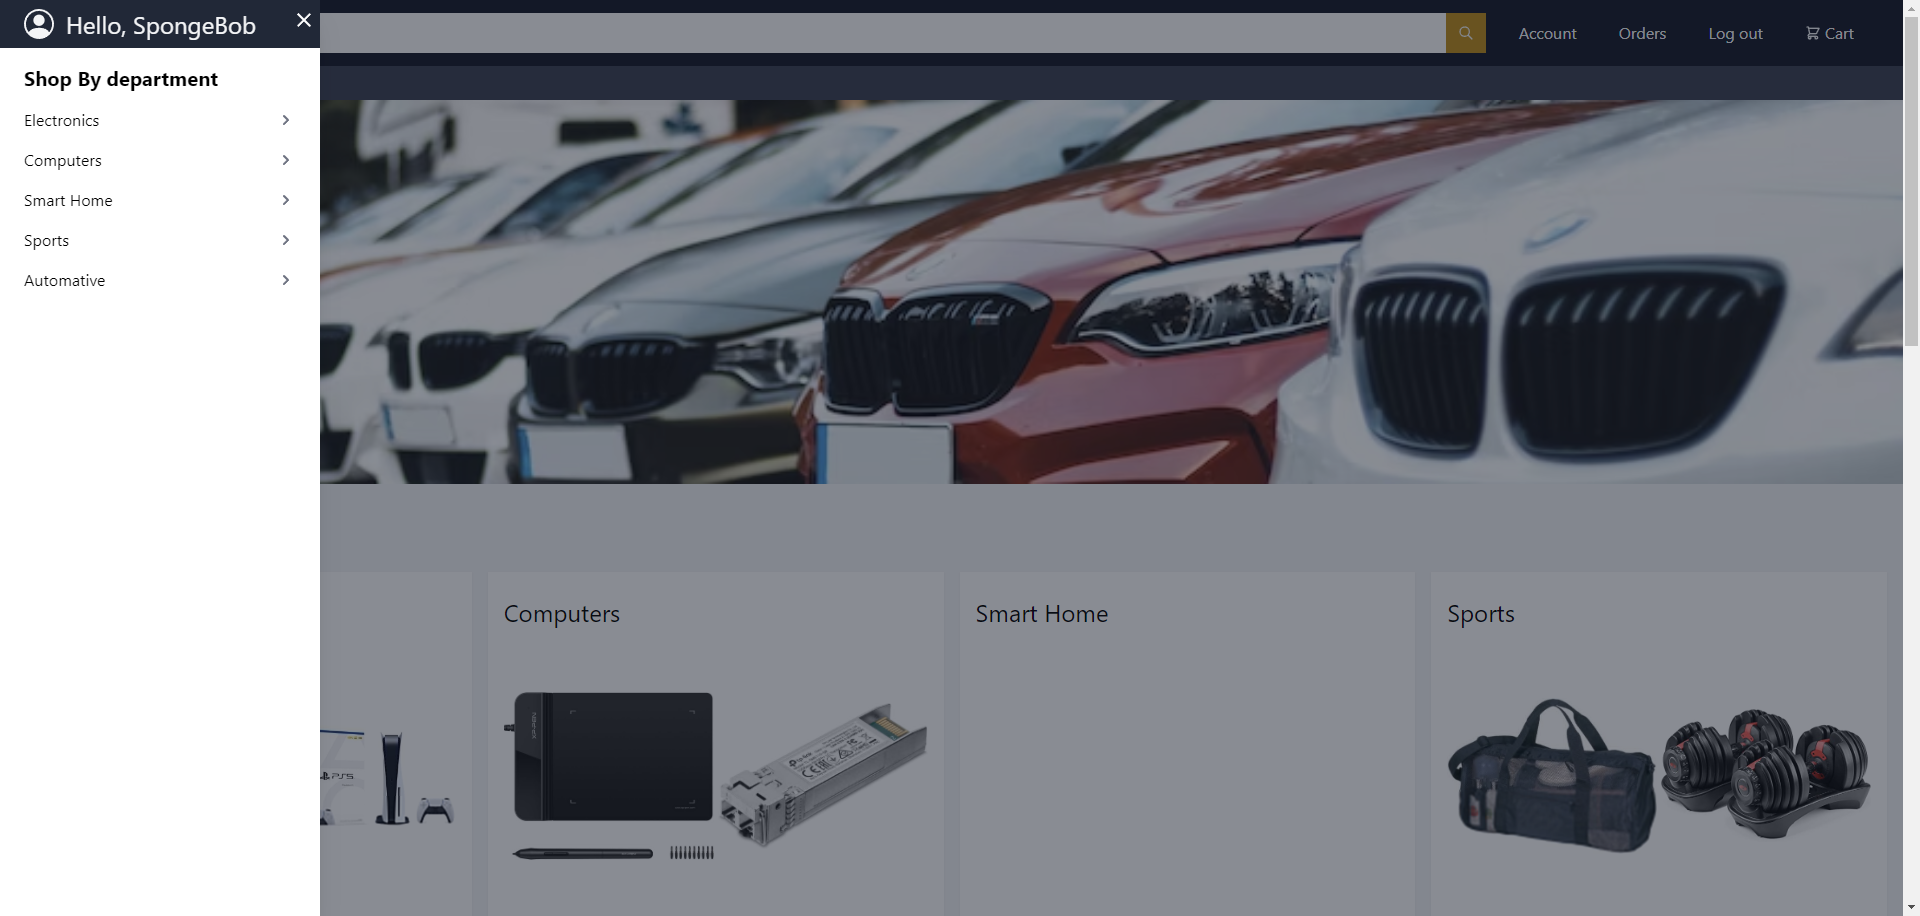 Hello, SpongeBob
Account
Orders
Log out
Cart
Shop By department
Electronics
Computers
Smart Home
Sports
Automative
Computers
Smart Home
Sports
PS5